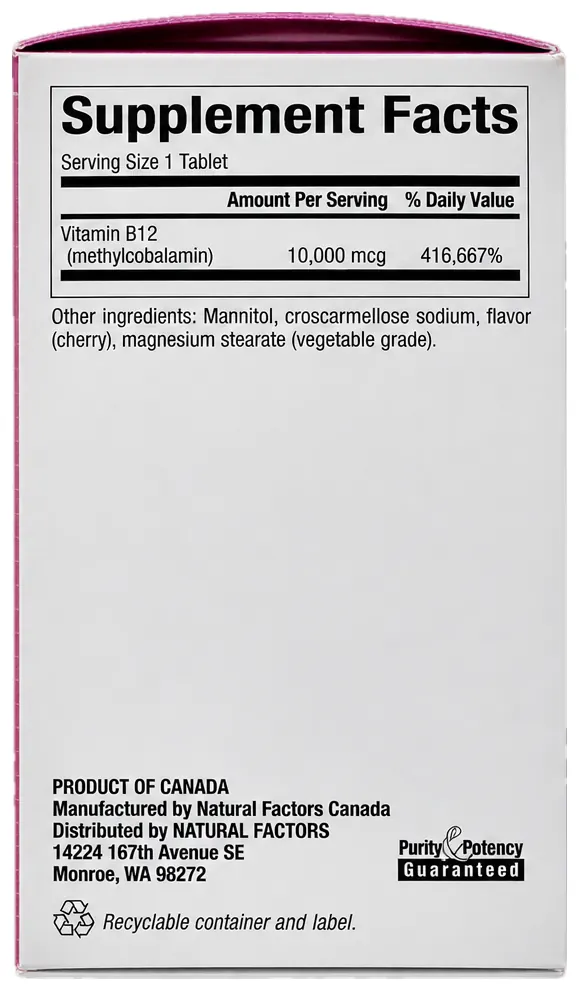 Supplement Facts
Serving Size 1 Tablet
Amount Per Serving % Daily Value
Vitamin B12
(methylcobalamin) 10,000 mcg 416,667%
Other ingredients: Mannitol, croscarmellose sodium, flavor
(cherry), magnesium stearate (vegetable grade).
PRODUCT OF CANADA
Manufactured by Natural Factors Canada
Distributed by NATURAL FACTORS
14224 167th Avenue SE
Monroe, WA 98272
Purity & Potency
Guaranteed
Recyclable container and label.